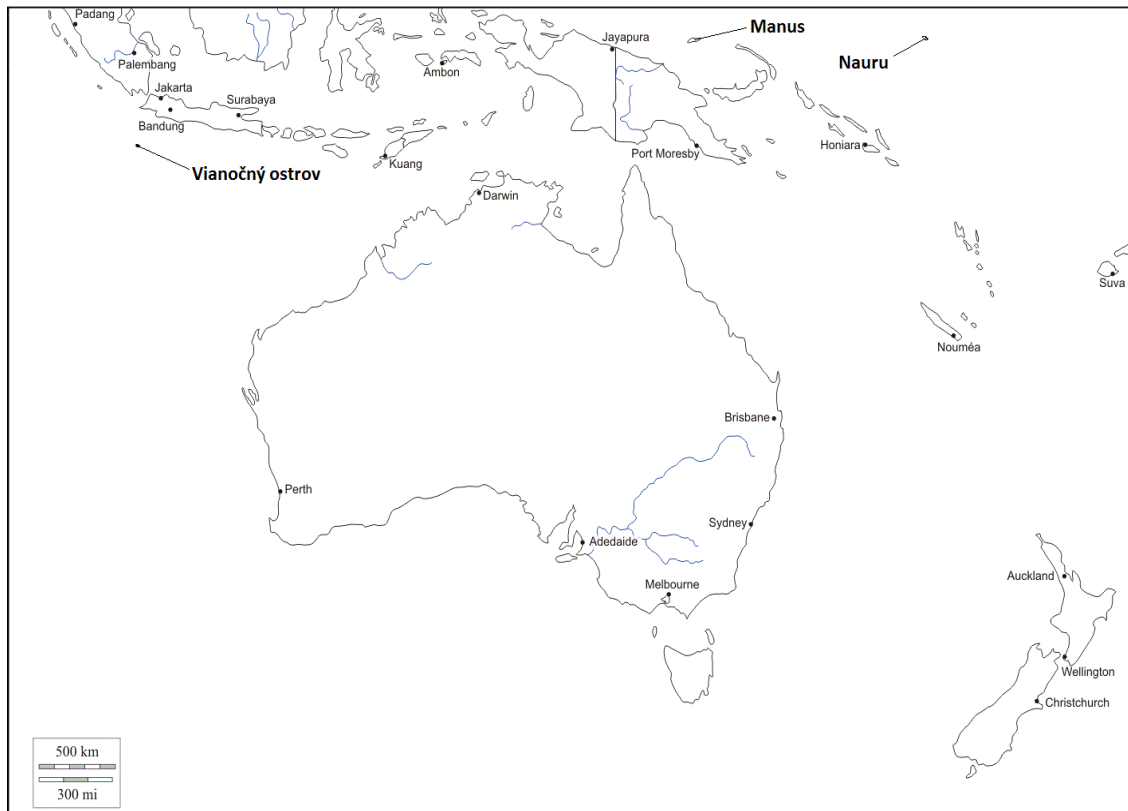 Padang
Manus
Jayapura
Nauru
Palembang
Ambon
Jakarta
Surabaya
Bandung
Honiara
Port Moresby
Kuang
Vianočný ostrov
Darwin
Suva
Nouméa
Brisbane
Perth
Sydney
Adedaide
Auckland
Melbourne
Wellington
Christchurch
500 km
300 mi